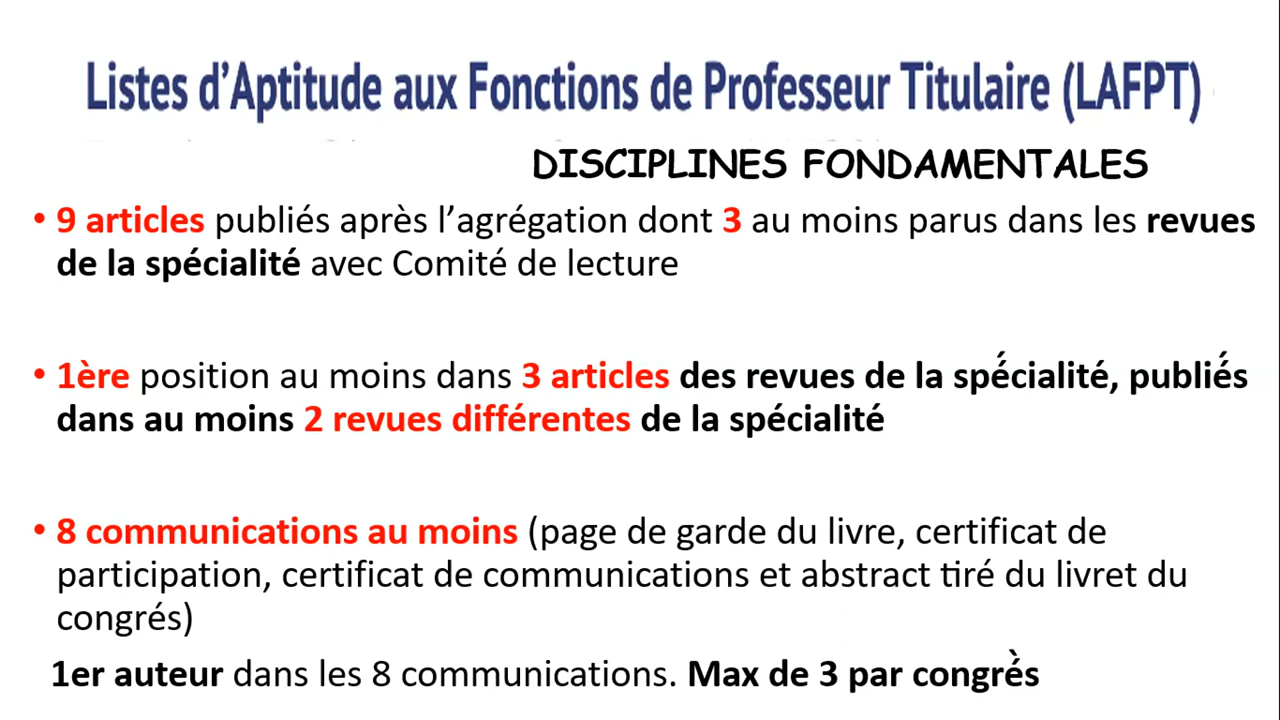 Listes d’Aptitude aux Fonctions de Professeur Titulaire (LAFPT)
DISCIPLINES FONDAMENTALES
• 9 articles publiés après l’agrégation dont 3 au moins parus dans les revues
de la spécialité avec Comité de lecture
• 1ère position au moins dans 3 articles des revues de la spécialité, publiés
dans au moins 2 revues différentes de la spécialité
• 8 communications au moins (page de garde du livre, certificat de
participation, certificat de communications et abstract tiré du livret du
congrés)
1er auteur dans les 8 communications. Max de 3 par congrès